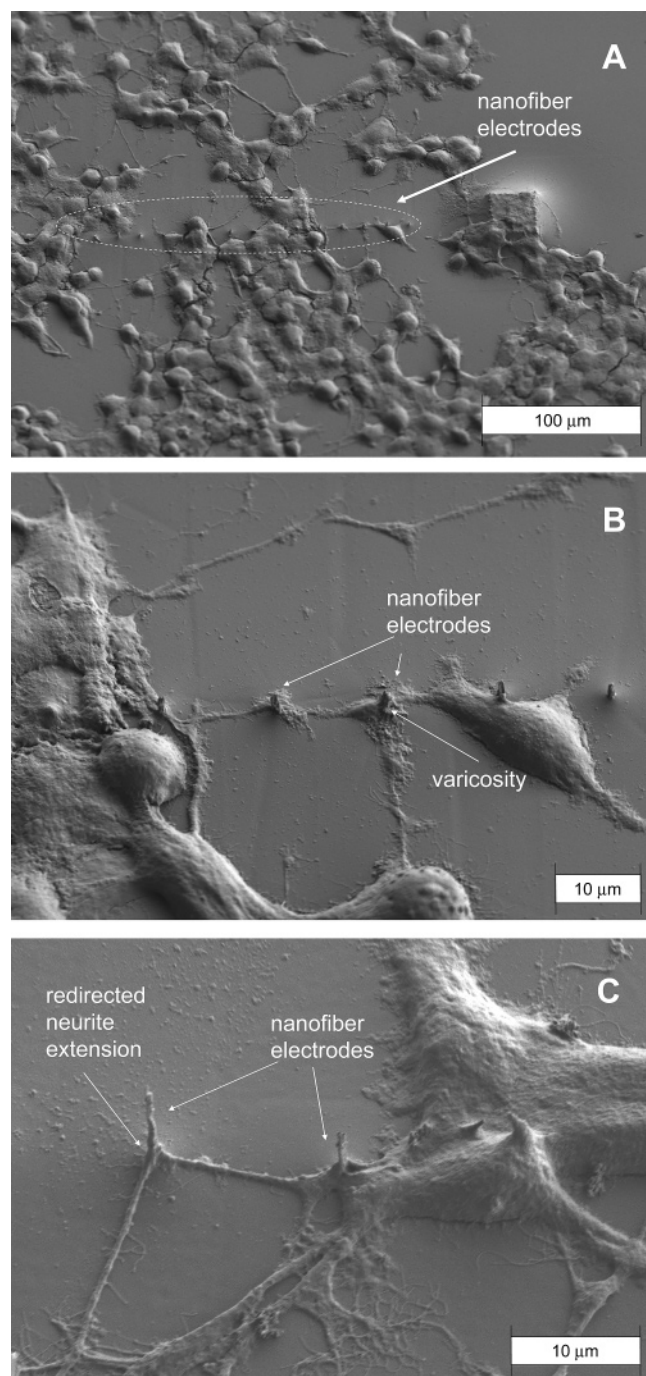 A
nanofiber
electrodes
100 μm
B
nanofiber
electrodes
varicosity
10 μm
C
redirected
neurite
extension
nanofiber
electrodes
10 μm